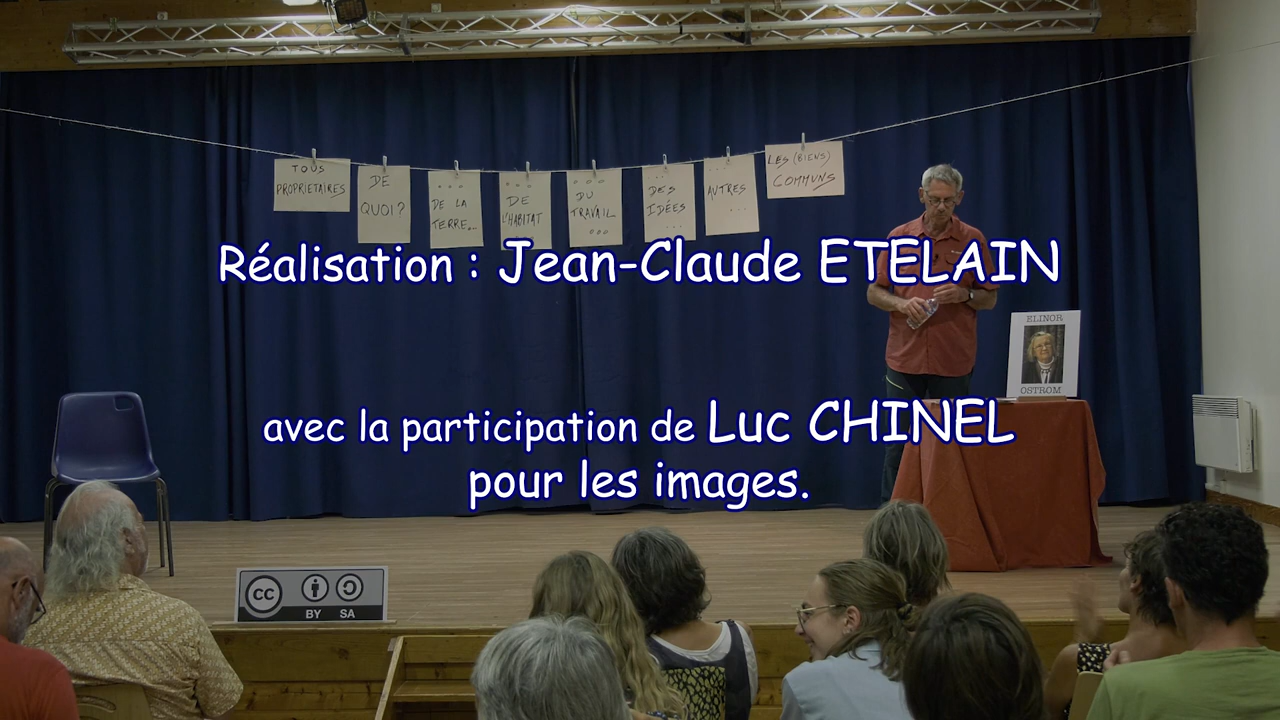 TOUS
PROPRIETAIRES
DE
QUOI?
...
DE LA
TERRE...
...
DE
L'HABITAT
...
DU
TRAVAIL
...
...
DES
IDÉES
...
AUTRES
...
LES (BIENS)
COMMUNS
Réalisation : Jean-Claude ETELAIN
ELINOR
OSTROM
avec la participation de Luc CHINEL
pour les images.
CC
BY SA